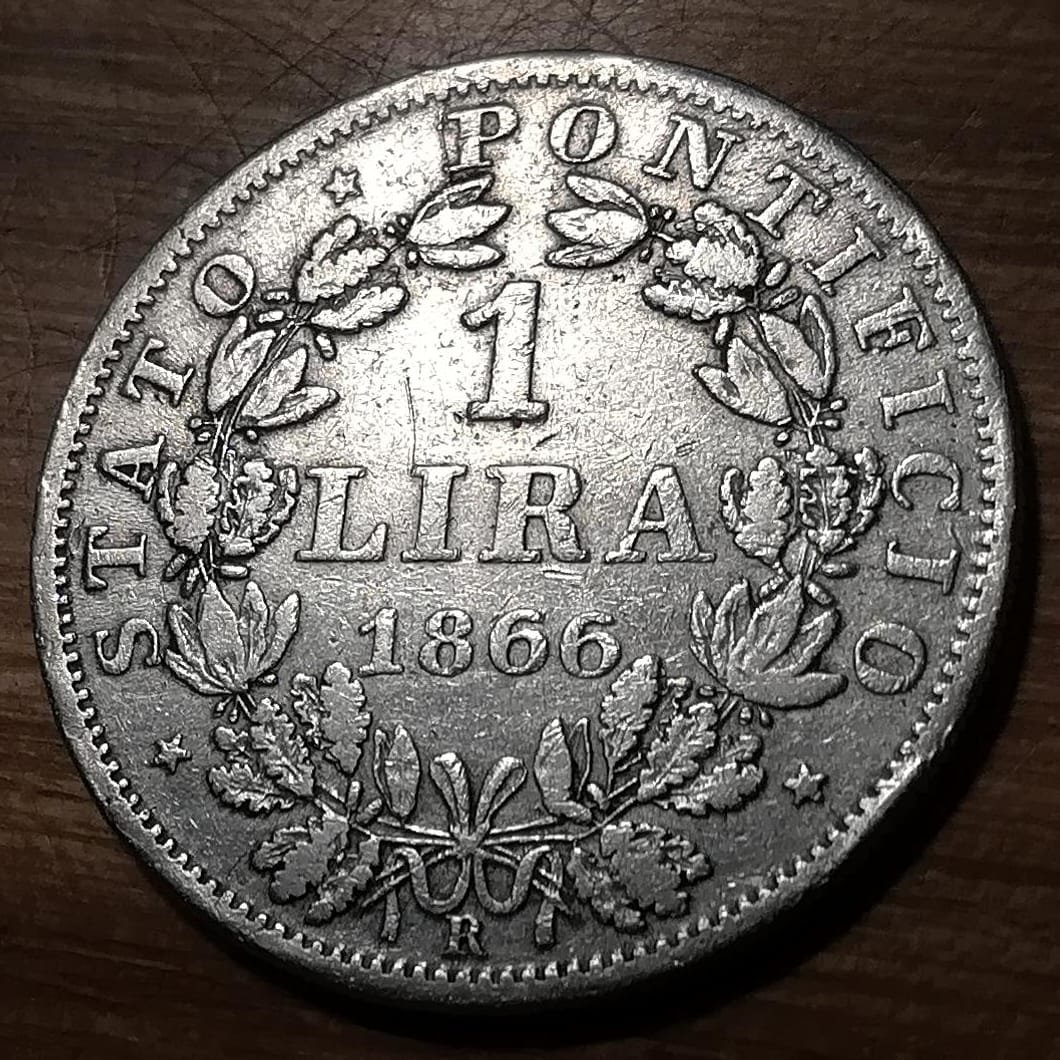 STATO PONTIFICIO
1
LIRA
1866
R